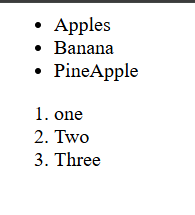 • Apples
• Banana
• PineApple
1. one
2. Two
3. Three